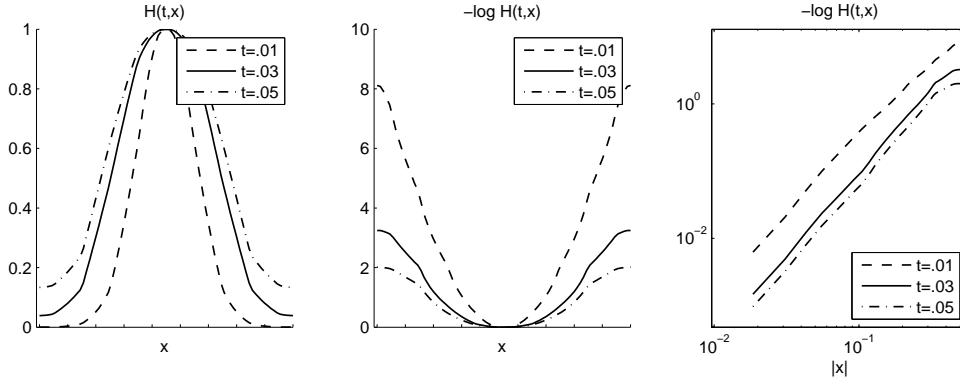 H(t,x)
1
0.8
0.6
0.4
0.2
0
t=.01
t=.03
t=.05
x
−log H(t,x)
10
8
6
4
2
0
t=.01
t=.03
t=.05
x
−log H(t,x)
10^0
10^−2
t=.01
t=.03
t=.05
10^−2
10^−1
|x|